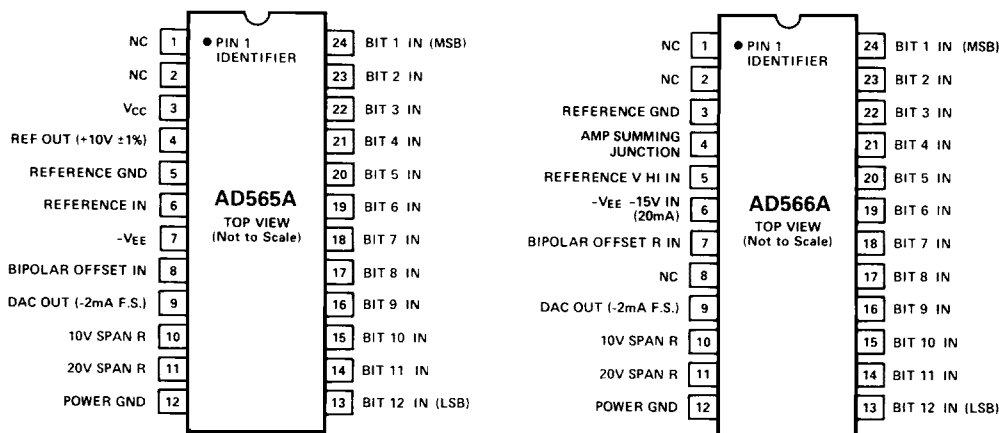 NC 1
NC 2
VCC 3
REF OUT (+10V ±1%) 4
REFERENCE GND 5
REFERENCE IN 6
-VEE 7
BIPOLAR OFFSET IN 8
DAC OUT (-2mA F.S.) 9
10V SPAN R 10
20V SPAN R 11
POWER GND 12
PIN 1
IDENTIFIER
AD565A
TOP VIEW
(Not to Scale)
24 BIT 1 IN (MSB)
23 BIT 2 IN
22 BIT 3 IN
21 BIT 4 IN
20 BIT 5 IN
19 BIT 6 IN
18 BIT 7 IN
17 BIT 8 IN
16 BIT 9 IN
15 BIT 10 IN
14 BIT 11 IN
13 BIT 12 IN (LSB)
NC 1
NC 2
REFERENCE GND 3
AMP SUMMING
JUNCTION 4
REFERENCE V HI IN 5
-VEE -15V IN
(20mA) 6
BIPOLAR OFFSET R IN 7
NC 8
DAC OUT (-2mA F.S.) 9
10V SPAN R 10
20V SPAN R 11
POWER GND 12
PIN 1
IDENTIFIER
AD566A
TOP VIEW
(Not to Scale)
24 BIT 1 IN (MSB)
23 BIT 2 IN
22 BIT 3 IN
21 BIT 4 IN
20 BIT 5 IN
19 BIT 6 IN
18 BIT 7 IN
17 BIT 8 IN
16 BIT 9 IN
15 BIT 10 IN
14 BIT 11 IN
13 BIT 12 IN (LSB)